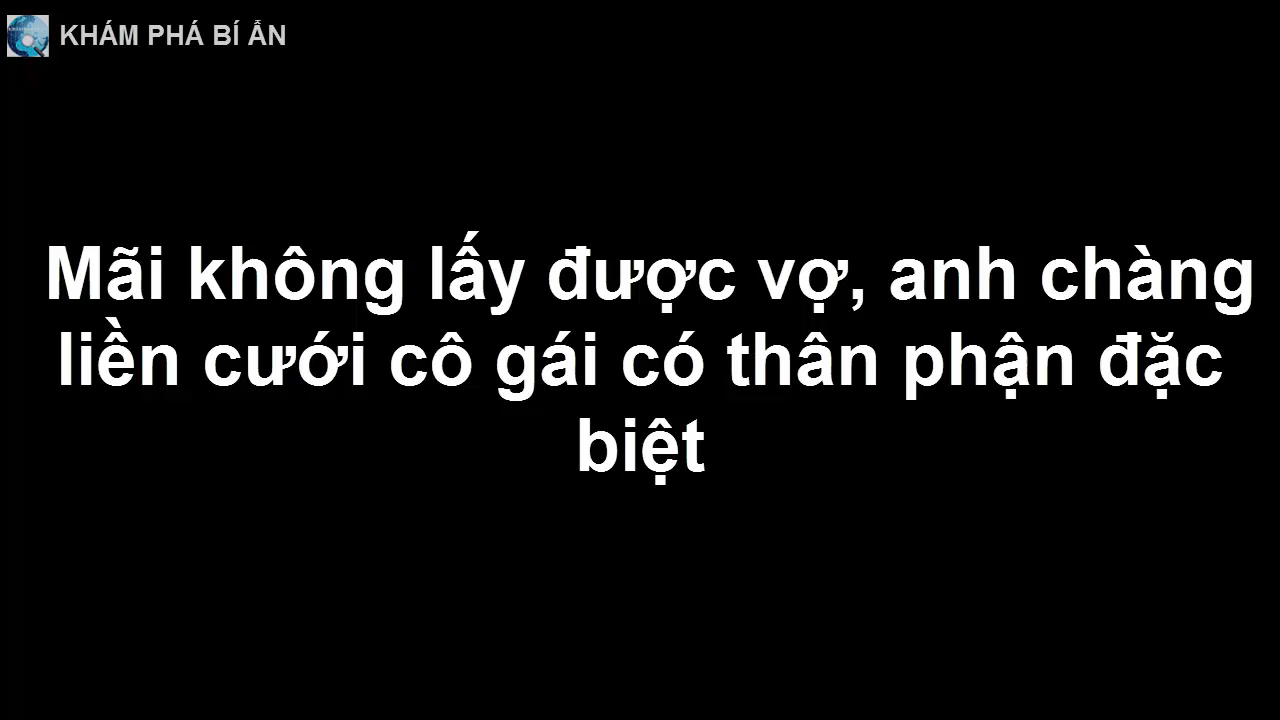 KHÁM PHÁ BÍ ẨN
Mãi không lấy được vợ, anh chàng
liền cưới cô gái có thân phận đặc
biệt